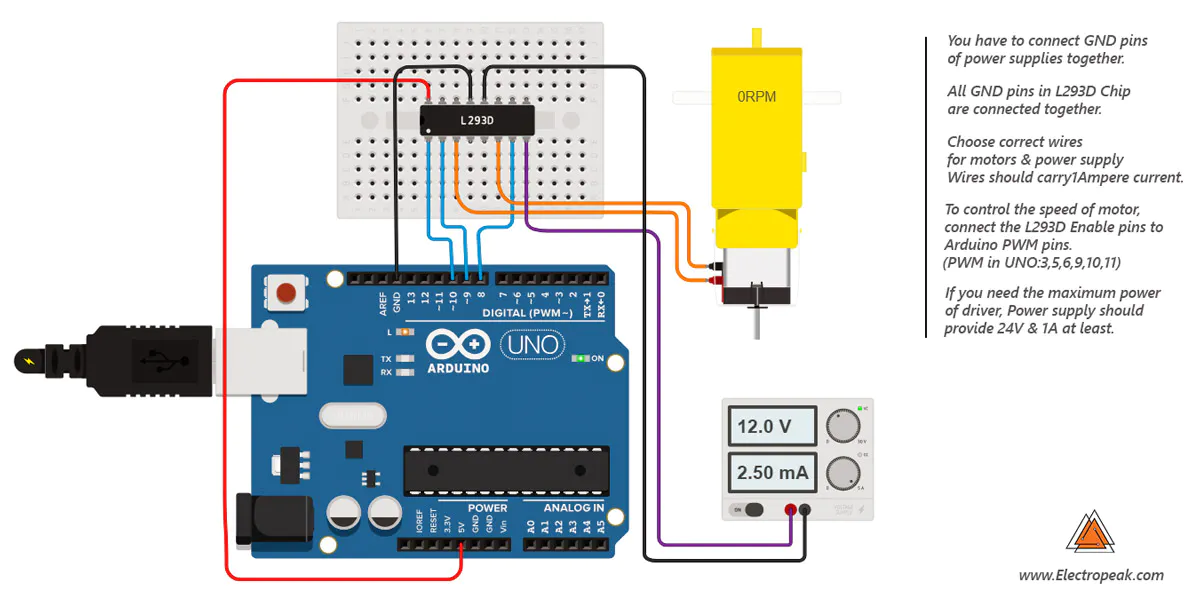 You have to connect GND pins
of power supplies together.
All GND pins in L293D Chip
are connected together.
Choose correct wires
for motors & power supply
Wires should carry1Ampere current.
To control the speed of motor,
connect the L293D Enable pins to
Arduino PWM pins.
(PWM in UNO:3,5,6,9,10,11)
If you need the maximum power
of driver, Power supply should
provide 24V & 1A at least.
L293D
0RPM
AREF
GND
13
12
~11
~10
~9
8
7
~6
~5
4
~3
2
TX→1
RX←0
DIGITAL (PWM~)
L
TX
RX
ARDUINO
UNO
ON
12.0 V
2.50 mA
ON
POWER
ANALOG IN
IOREF
RESET
3.3V
5V
GND
GND
Vin
A0
A1
A2
A3
A4
A5
www.Electropeak.com